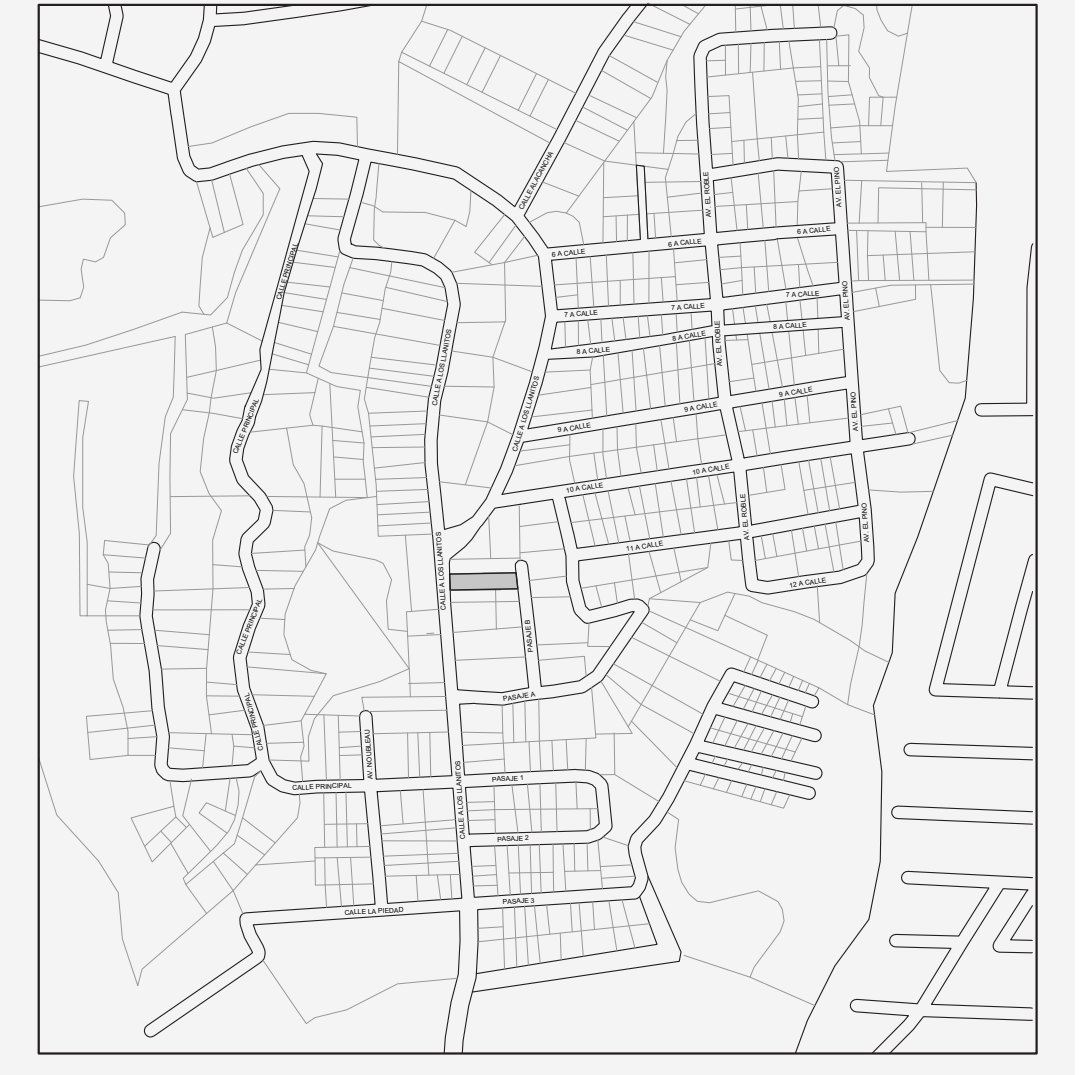 CALLE ALACANCHA
AV. EL ROBLE
AV. EL PINO
6 A CALLE
6 A CALLE
6 A CALLE
CALLE PRINCIPAL
7 A CALLE
7 A CALLE
7 A CALLE
AV. EL PINO
8 A CALLE
8 A CALLE
8 A CALLE
AV. EL ROBLE
CALLE A LOS LLANITOS
CALLE A LOS LLANITOS
9 A CALLE
9 A CALLE
9 A CALLE
AV. EL PINO
CALLE PRINCIPAL
10 A CALLE
10 A CALLE
AV. EL ROBLE
AV. EL PINO
11 A CALLE
12 A CALLE
CALLE A LOS LLANITOS
CALLE PRINCIPAL
PASAJE B
PASAJE A
CALLE PRINCIPAL
AV. NOUBLEAU
CALLE PRINCIPAL
PASAJE 1
CALLE A LOS LLANITOS
PASAJE 2
PASAJE 3
CALLE LA PIEDAD